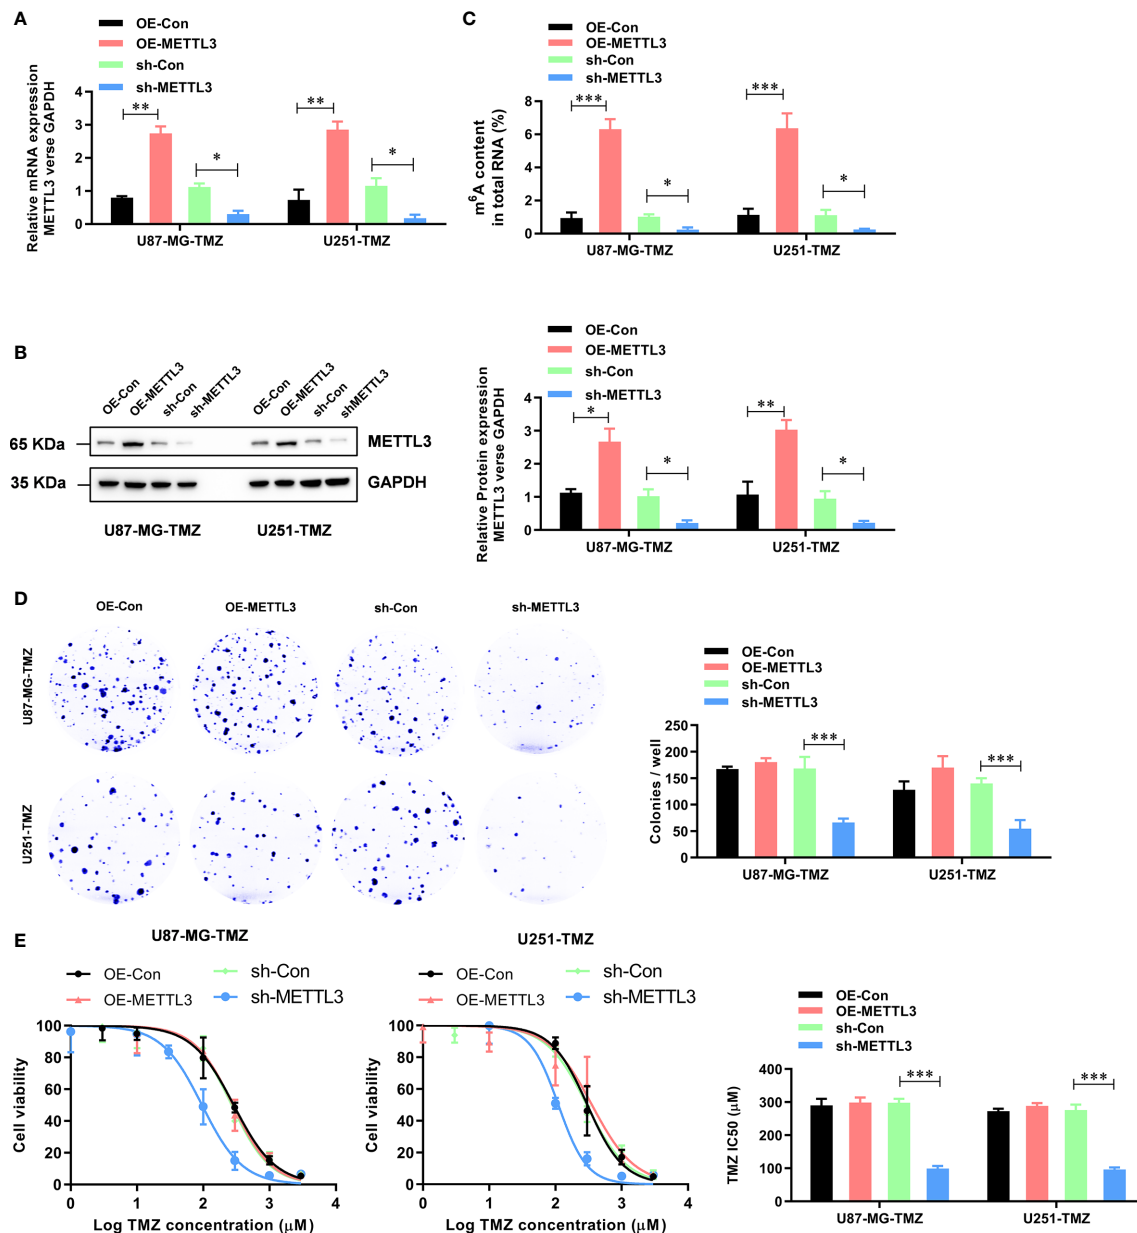 A
OE-Con
OE-METTL3
sh-Con
sh-METTL3
Relative mRNA expression
METTL3 verse GAPDH
4
3
2
1
0
**
*
**
*
U87-MG-TMZ
U251-TMZ
C
OE-Con
OE-METTL3
sh-Con
sh-METTL3
m⁶A content
in total RNA (%)
8
6
4
2
0
***
*
***
*
U87-MG-TMZ
U251-TMZ
B
OE-Con
OE-METTL3
sh-Con
sh-METTL3
OE-Con
OE-METTL3
sh-Con
shMETTL3
65 KDa
METTL3
35 KDa
GAPDH
U87-MG-TMZ
U251-TMZ
OE-Con
OE-METTL3
sh-Con
sh-METTL3
Relative Protein expression
METTL3 verse GAPDH
4
3
2
1
0
*
*
**
*
U87-MG-TMZ
U251-TMZ
D
OE-Con
OE-METTL3
sh-Con
sh-METTL3
U87-MG-TMZ
U251-TMZ
OE-Con
OE-METTL3
sh-Con
sh-METTL3
Colonies / well
250
200
150
100
50
0
***
***
U87-MG-TMZ
U251-TMZ
E
U87-MG-TMZ
OE-Con
sh-Con
OE-METTL3
sh-METTL3
Cell viability
100
80
60
40
20
0
0
1
2
3
4
Log TMZ concentration (μM)
U251-TMZ
OE-Con
sh-Con
OE-METTL3
sh-METTL3
Cell viability
100
80
60
40
20
0
0
1
2
3
4
Log TMZ concentration (μM)
OE-Con
OE-METTL3
sh-Con
sh-METTL3
TMZ IC50 (μM)
400
300
200
100
0
***
***
U87-MG-TMZ
U251-TMZ